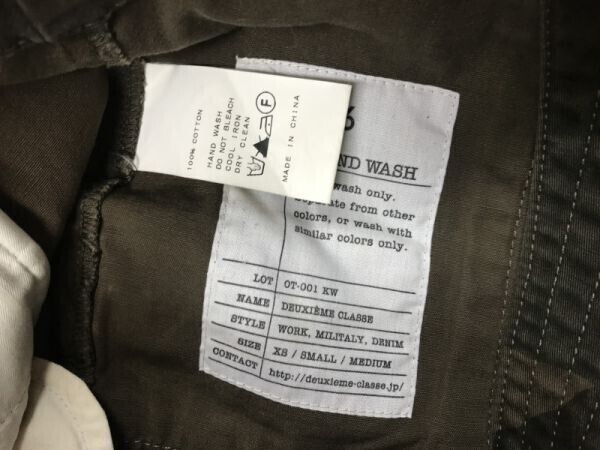 100% COTTON
HAND WASH
DO NOT BLEACH
COOL IRON
DRY CLEAN
F
MADE IN CHINA
WASH
wash only.
from other
colors, or wash with
similar colors only.
LOT OT-001 KW
NAME DEUXIÈME CLASSE
STYLE WORK, MILITALY, DENIM
SIZE XS / SMALL / MEDIUM
CONTACT http://deuxieme-classe.jp/